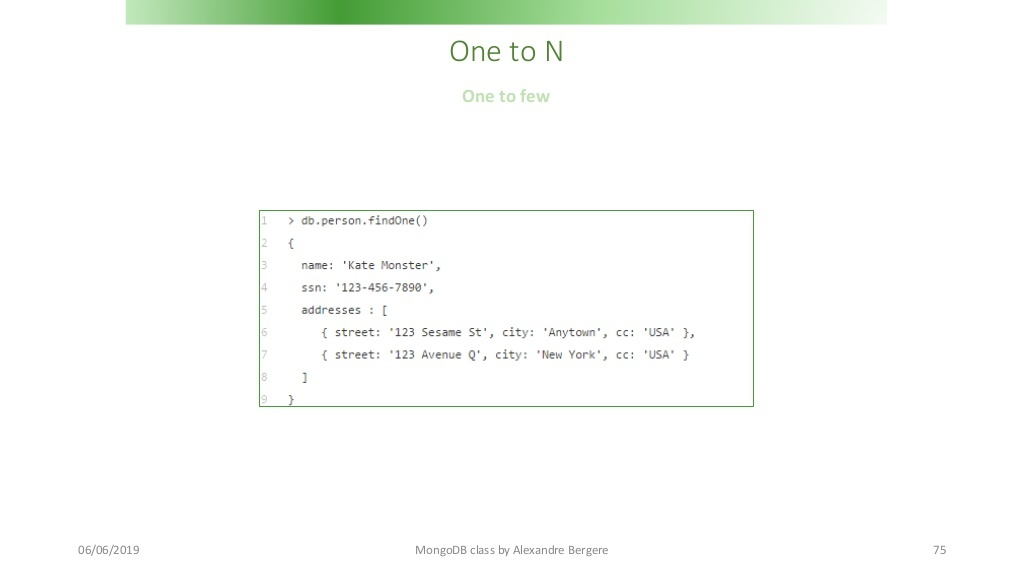 One to N
One to few
1 > db.person.findOne()
2 {
3 name: 'Kate Monster',
4 ssn: '123-456-7890',
5 addresses : [
6 { street: '123 Sesame St', city: 'Anytown', cc: 'USA' },
7 { street: '123 Avenue Q', city: 'New York', cc: 'USA' }
8 ]
9 }
06/06/2019 MongoDB class by Alexandre Bergere 75